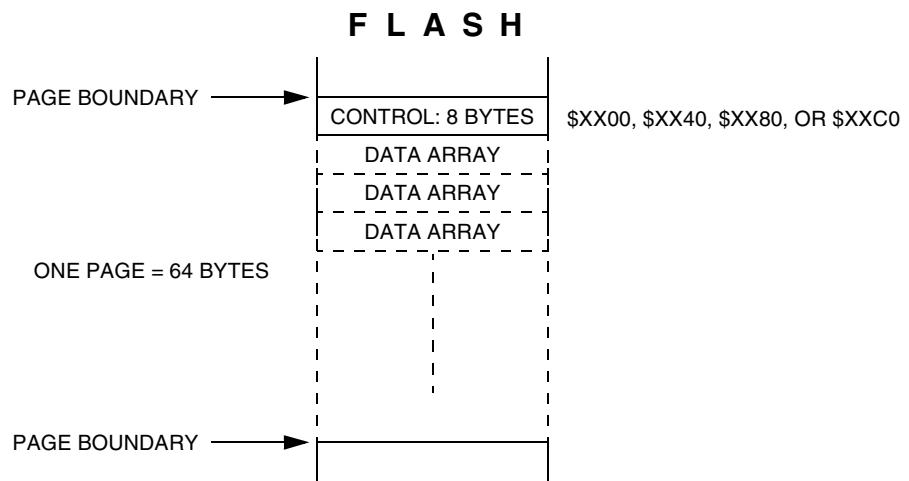 F L A S H
PAGE BOUNDARY
CONTROL: 8 BYTES
$XX00, $XX40, $XX80, OR $XXC0
DATA ARRAY
DATA ARRAY
DATA ARRAY
ONE PAGE = 64 BYTES
PAGE BOUNDARY